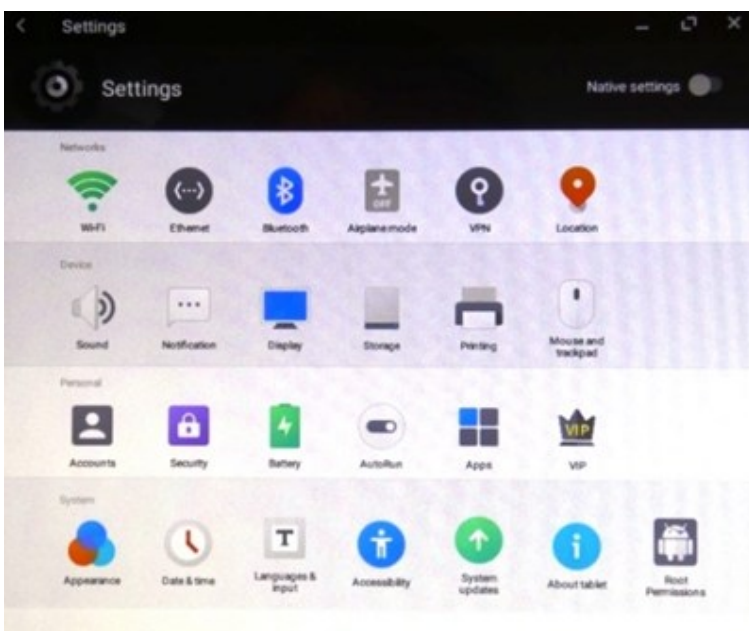 Settings
Settings
Native settings
Networks
Wi-Fi
Ethernet
Bluetooth
OFF
Airplane mode
VPN
Location
Device
Sound
Notification
Display
Storage
Printing
Mouse and
trackpad
Personal
Accounts
Security
Battery
AutoRun
Apps
VIP
VIP
System
Appearance
Date & time
T
Languages &
input
Accessibility
System
updates
i
About tablet
Root
Permissions